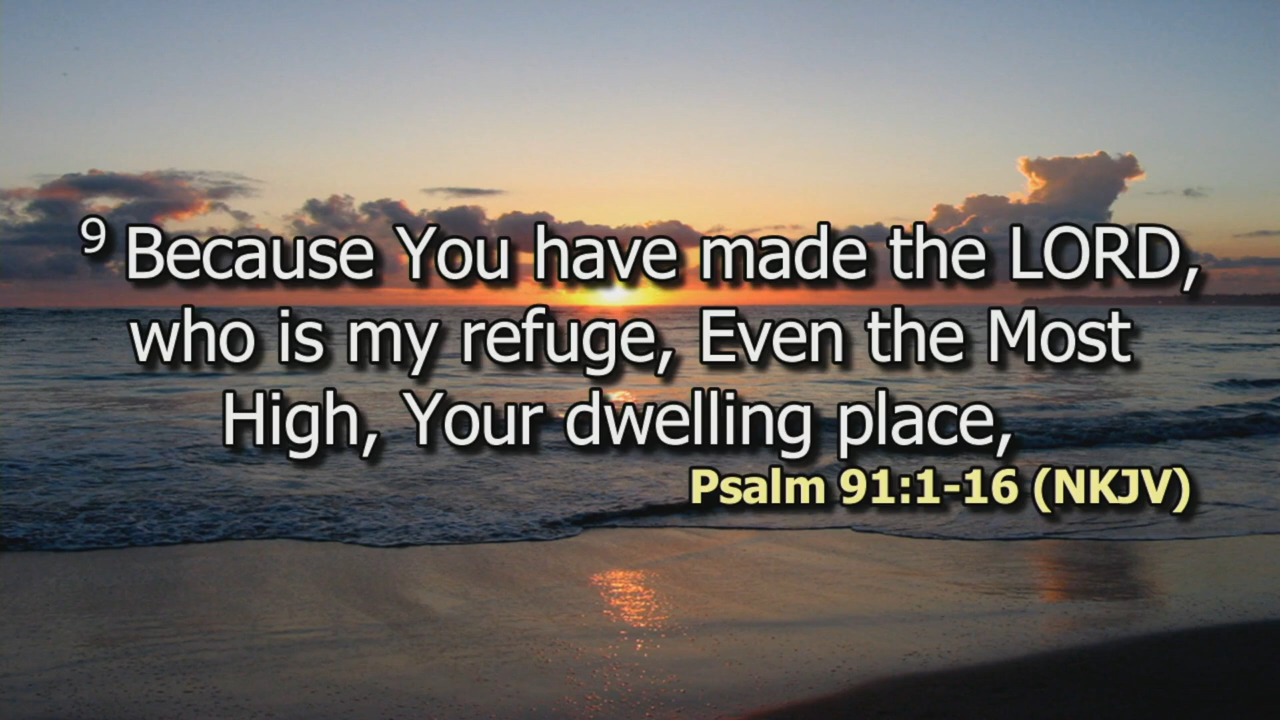 9 Because You have made the LORD,
who is my refuge, Even the Most
High, Your dwelling place,
Psalm 91:1-16 (NKJV)